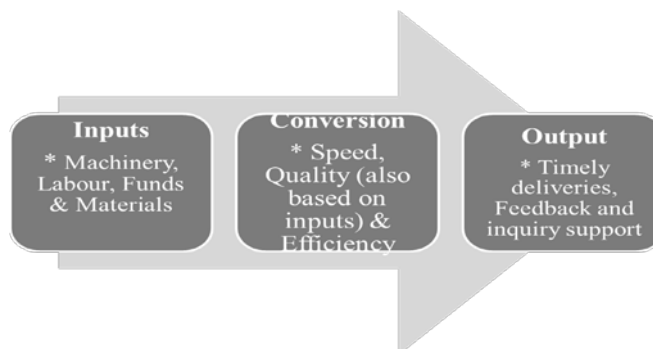 Inputs
* Machinery,
Labour, Funds
& Materials
Conversion
* Speed,
Quality (also
based on
inputs) &
Efficiency
Output
* Timely
deliveries,
Feedback and
inquiry support